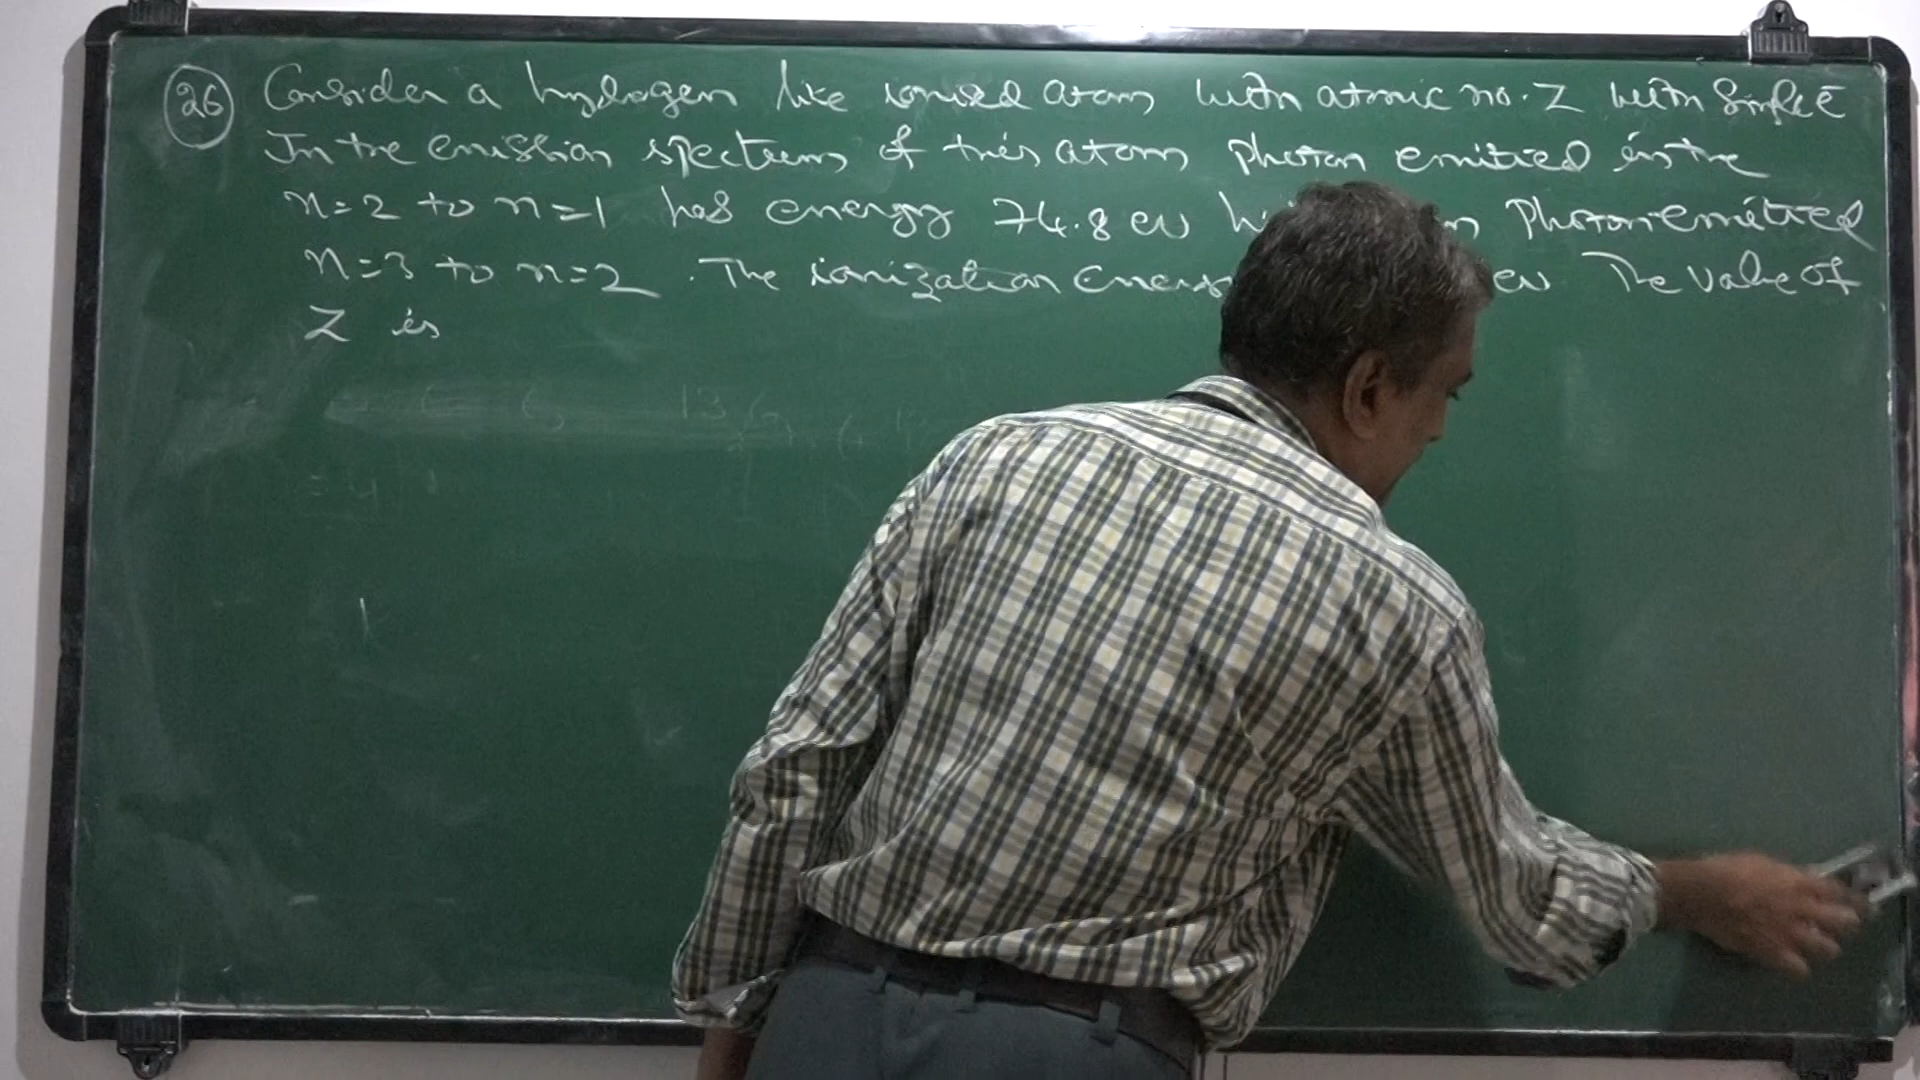 26 Consider a hydrogen like ionised atom with atomic no. Z with single e
In the emission spectrum of this atom photon emitted in the
n=2 to n=1 has energy 74.8 ev photon emitted
n=3 to n=2 . The ionization ev The value of
Z is